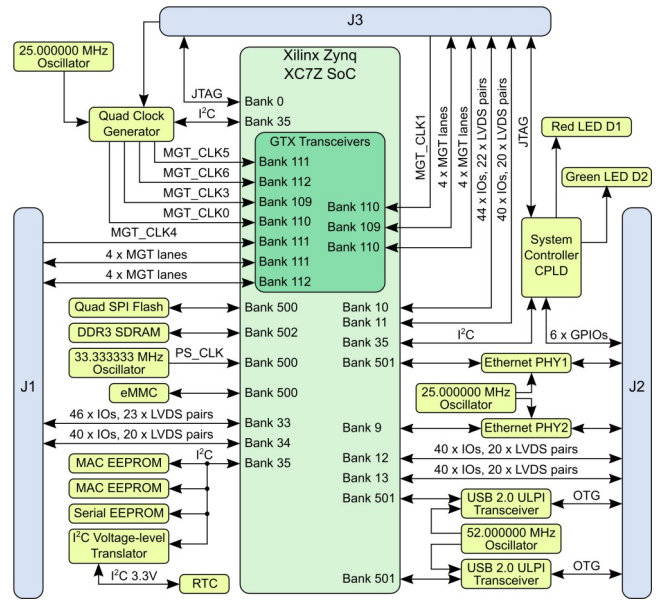 J3
25.000000 MHz
Oscillator
Xilinx Zynq
XC7Z SoC
JTAG
Bank 0
I²C
Bank 35
Quad Clock
Generator
GTX Transceivers
MGT_CLK5
Bank 111
MGT_CLK6
Bank 112
MGT_CLK3
Bank 109
MGT_CLK0
Bank 110
MGT_CLK4
Bank 111
4 x MGT lanes
Bank 111
4 x MGT lanes
Bank 112
Bank 110
Bank 109
Bank 110
MGT_CLK1
4 x MGT lanes
4 x MGT lanes
44 x IOs, 22 x LVDS pairs
40 x IOs, 20 x LVDS pairs
JTAG
Red LED D1
Green LED D2
System
Controller
CPLD
J1
J2
Quad SPI Flash
Bank 500
DDR3 SDRAM
Bank 502
33.333333 MHz
Oscillator
PS_CLK
Bank 500
eMMC
Bank 500
46 x IOs, 23 x LVDS pairs
Bank 33
40 x IOs, 20 x LVDS pairs
Bank 34
MAC EEPROM
I²C
Bank 35
MAC EEPROM
Serial EEPROM
I²C Voltage-level
Translator
I²C 3.3V
RTC
Bank 10
Bank 11
Bank 35
I²C
6 x GPIOs
Bank 501
Ethernet PHY1
25.000000 MHz
Oscillator
Bank 9
Ethernet PHY2
Bank 12
40 x IOs, 20 x LVDS pairs
Bank 13
40 x IOs, 20 x LVDS pairs
Bank 501
USB 2.0 ULPI
Transceiver
OTG
52.000000 MHz
Oscillator
Bank 501
USB 2.0 ULPI
Transceiver
OTG